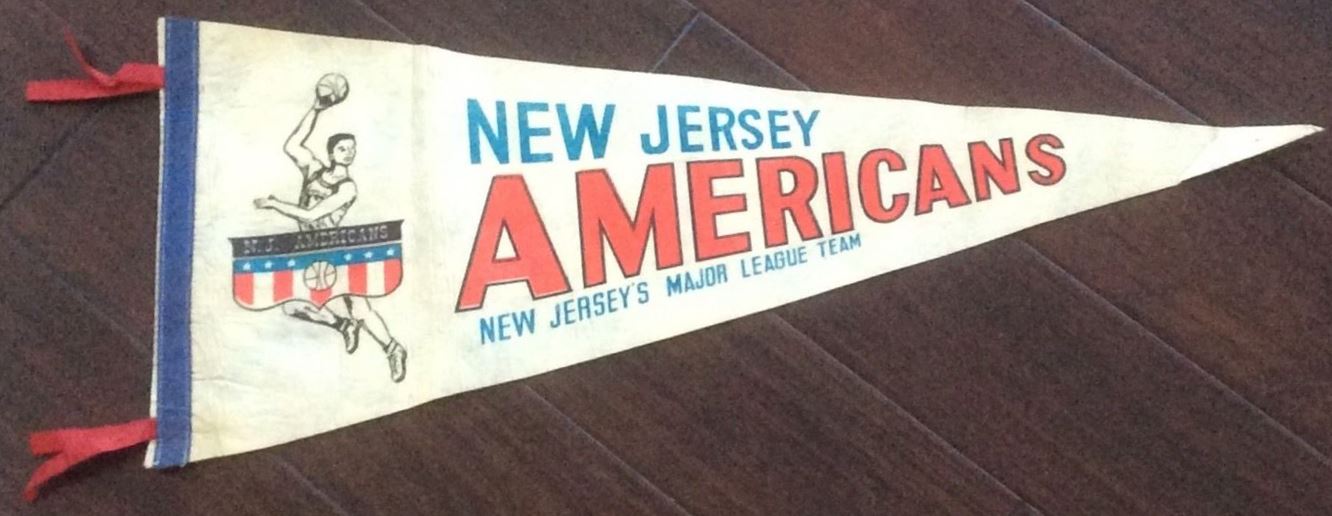 N.J. AMERICANS
NEW JERSEY
AMERICANS
NEW JERSEY'S MAJOR LEAGUE TEAM